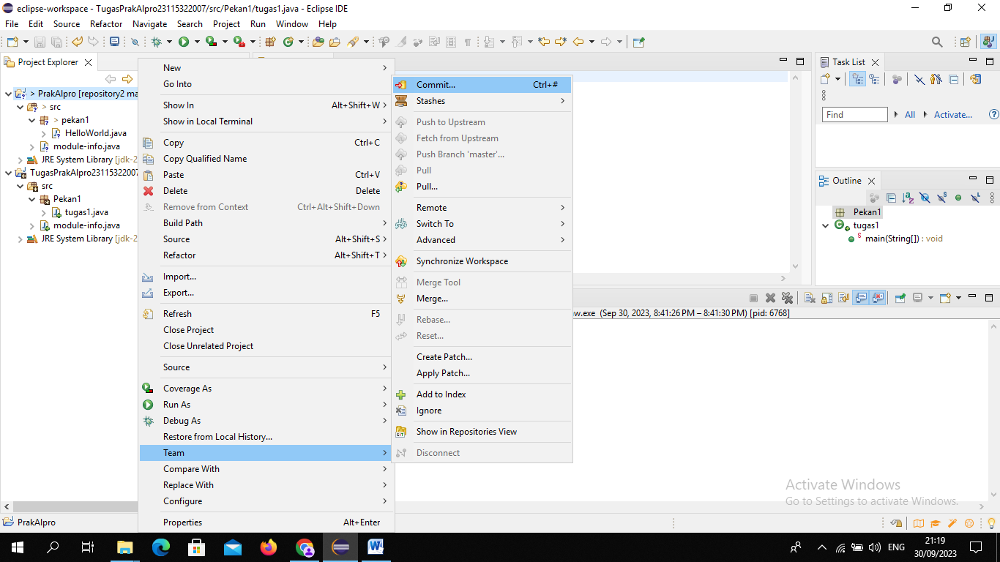 eclipse-workspace - TugasPrakAlpro23115322007/src/Pekan1/tugas1.java - Eclipse IDE
File Edit Source Refactor Navigate Search Project Run Window Help
Project Explorer
> PrakAlpro [repository2 ma
> src
> pekan1
HelloWorld.java
module-info.java
JRE System Library [jdk-2
TugasPrakAlpro23115322007
src
Pekan1
tugas1.java
module-info.java
JRE System Library [jdk-2
New
Go Into
Show In Alt+Shift+W
Show in Local Terminal
Copy Ctrl+C
Copy Qualified Name
Paste Ctrl+V
Delete Delete
Remove from Context Ctrl+Alt+Shift+Down
Build Path
Source Alt+Shift+S
Refactor Alt+Shift+T
Import...
Export...
Refresh F5
Close Project
Close Unrelated Project
Source
Coverage As
Run As
Debug As
Restore from Local History...
Team
Compare With
Replace With
Configure
Properties Alt+Enter
Commit... Ctrl+#
Stashes
Push to Upstream
Fetch from Upstream
Push Branch 'master'...
Pull
Pull...
Remote
Switch To
Advanced
Synchronize Workspace
Merge Tool
Merge...
Rebase...
Reset...
Create Patch...
Apply Patch...
Add to Index
Ignore
Show in Repositories View
Disconnect
Task List
Find All Activate...
Outline
Pekan1
tugas1
main(String[]) : void
w.exe (Sep 30, 2023, 8:41:26 PM – 8:41:30 PM) [pid: 6768]
Activate Windows
Go to Settings to activate Windows.
PrakAlpro
ENG
21:19
30/09/2023